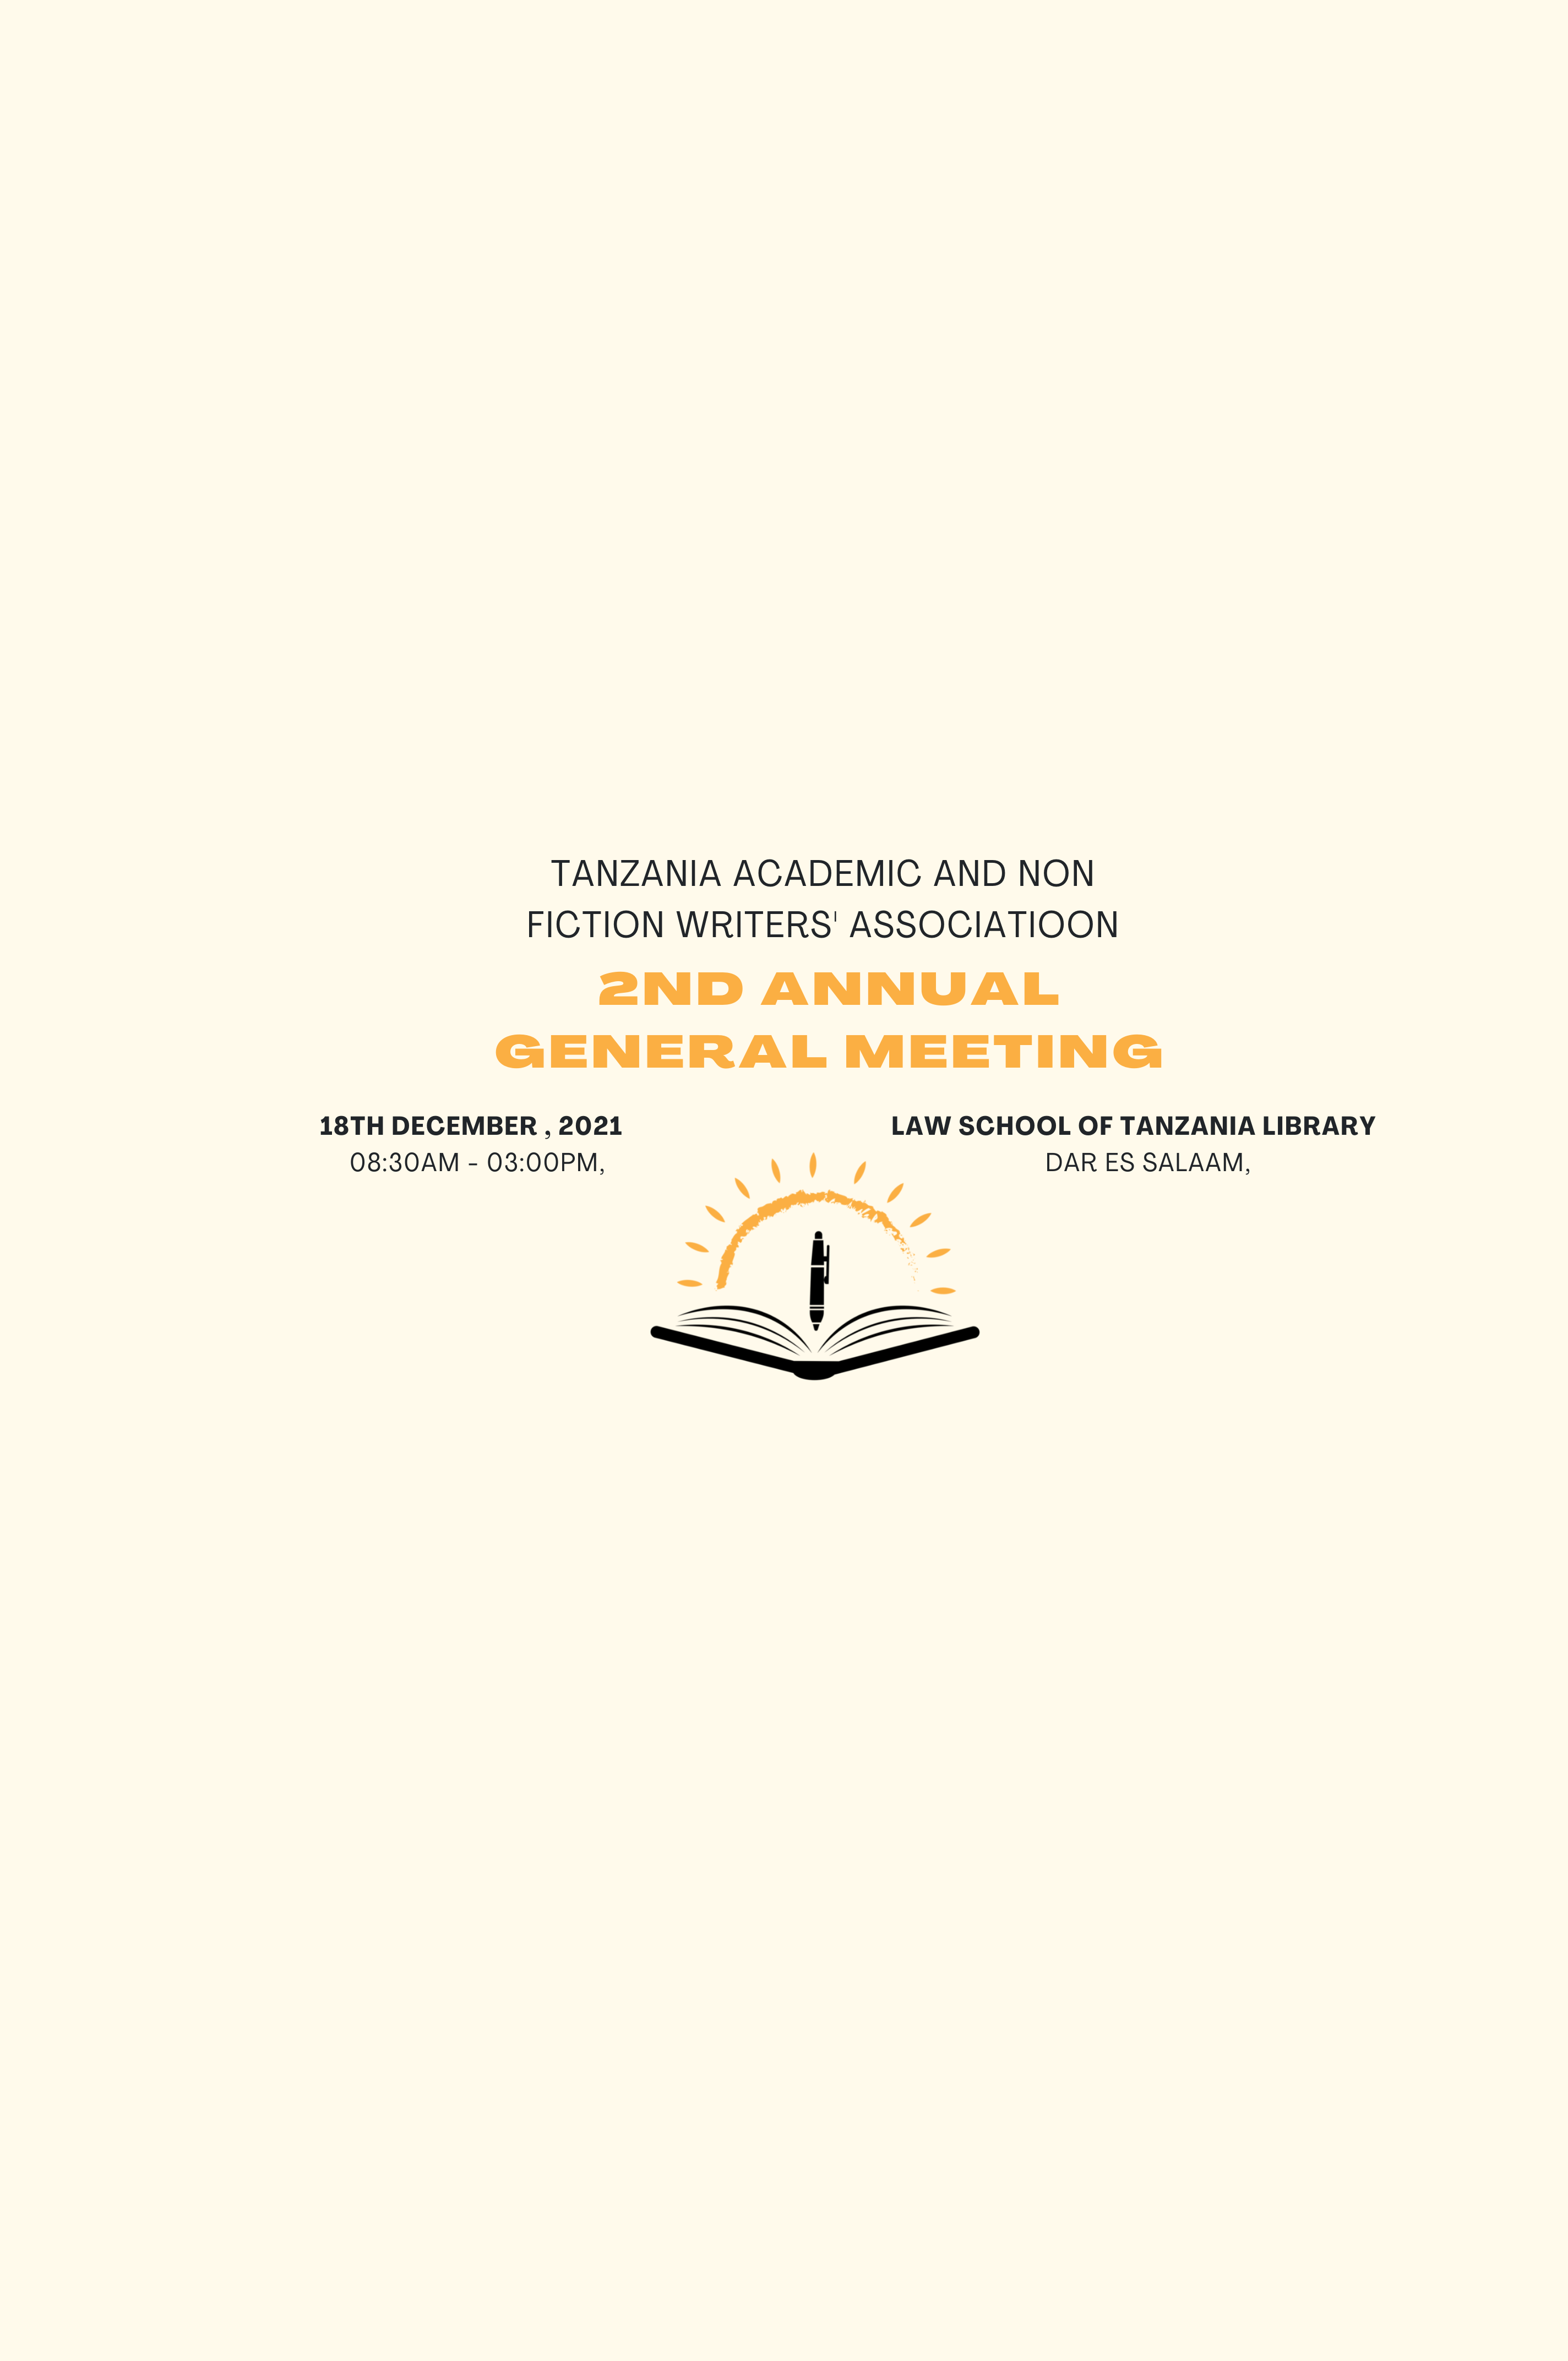 TANZANIA ACADEMIC AND NON
FICTION WRITERS' ASSOCIATIOON
2ND ANNUAL
GENERAL MEETING
18TH DECEMBER , 2021
08:30AM - 03:00PM,
LAW SCHOOL OF TANZANIA LIBRARY
DAR ES SALAAM,